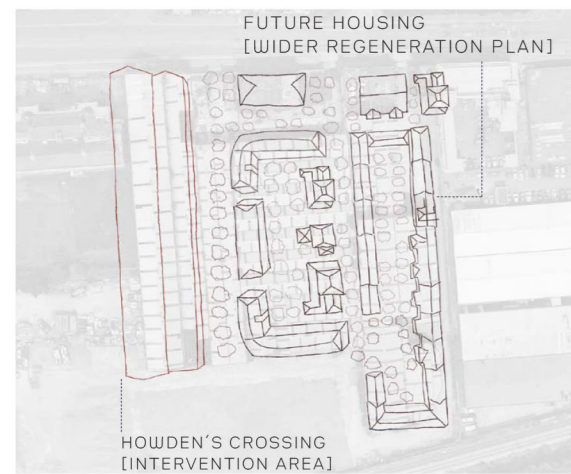 FUTURE HOUSING
[WIDER REGENERATION PLAN]
HOWDEN'S CROSSING
[INTERVENTION AREA]